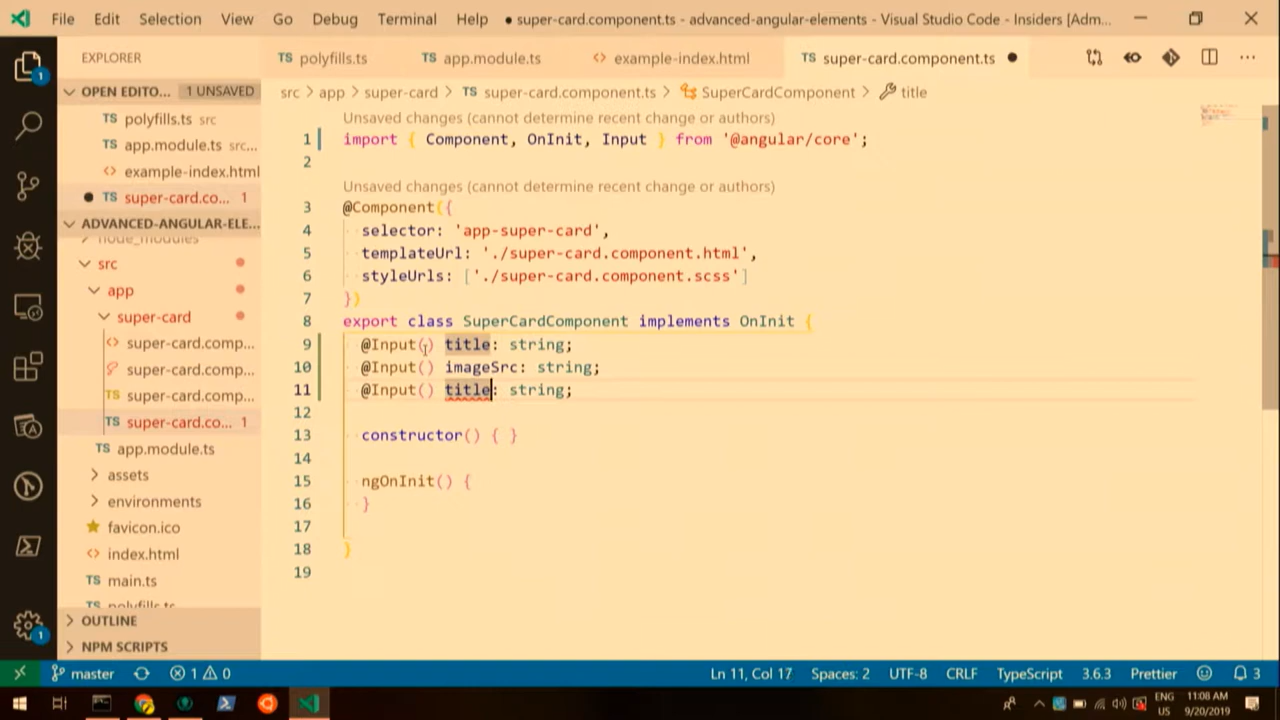 File Edit Selection View Go Debug Terminal Help
● super-card.component.ts - advanced-angular-elements - Visual Studio Code - Insiders [Adm...
EXPLORER
OPEN EDITO... 1 UNSAVED
TS polyfills.ts src
TS app.module.ts src...
<> example-index.html
● TS super-card.co... 1
ADVANCED-ANGULAR-ELE...
node_modules
src
app
super-card
<> super-card.comp...
super-card.comp...
TS super-card.comp...
TS super-card.co... 1
TS app.module.ts
assets
environments
favicon.ico
<> index.html
TS main.ts
TS polyfills.ts
OUTLINE
NPM SCRIPTS
TS polyfills.ts
TS app.module.ts
<> example-index.html
TS super-card.component.ts ●
src > app > super-card > TS super-card.component.ts > SuperCardComponent > title
Unsaved changes (cannot determine recent change or authors)
1 import { Component, OnInit, Input } from '@angular/core';
2
Unsaved changes (cannot determine recent change or authors)
3 @Component({
4 selector: 'app-super-card',
5 templateUrl: './super-card.component.html',
6 styleUrls: ['./super-card.component.scss']
7 })
8 export class SuperCardComponent implements OnInit {
9 @Input() title: string;
10 @Input() imageSrc: string;
11 @Input() title: string;
12
13 constructor() { }
14
15 ngOnInit() {
16 }
17
18 }
19
1
1
master
1 0
Ln 11, Col 17
Spaces: 2
UTF-8
CRLF
TypeScript
3.6.3
Prettier
3
ENG
US
11:08 AM
9/20/2019